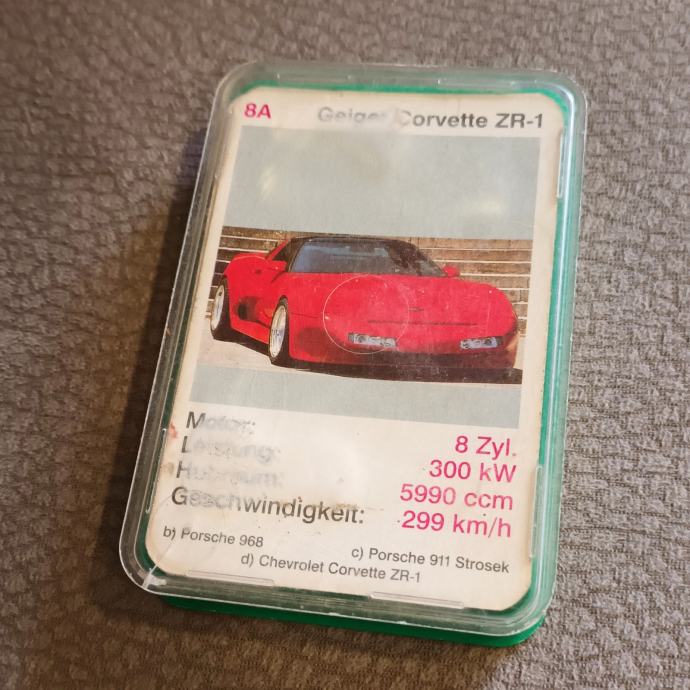 8A Geiger Corvette ZR-1
Motor: 8 Zyl.
Leistung: 300 kW
Hubraum: 5990 ccm
Geschwindigkeit: 299 km/h
b) Porsche 968
c) Porsche 911 Strosek
d) Chevrolet Corvette ZR-1